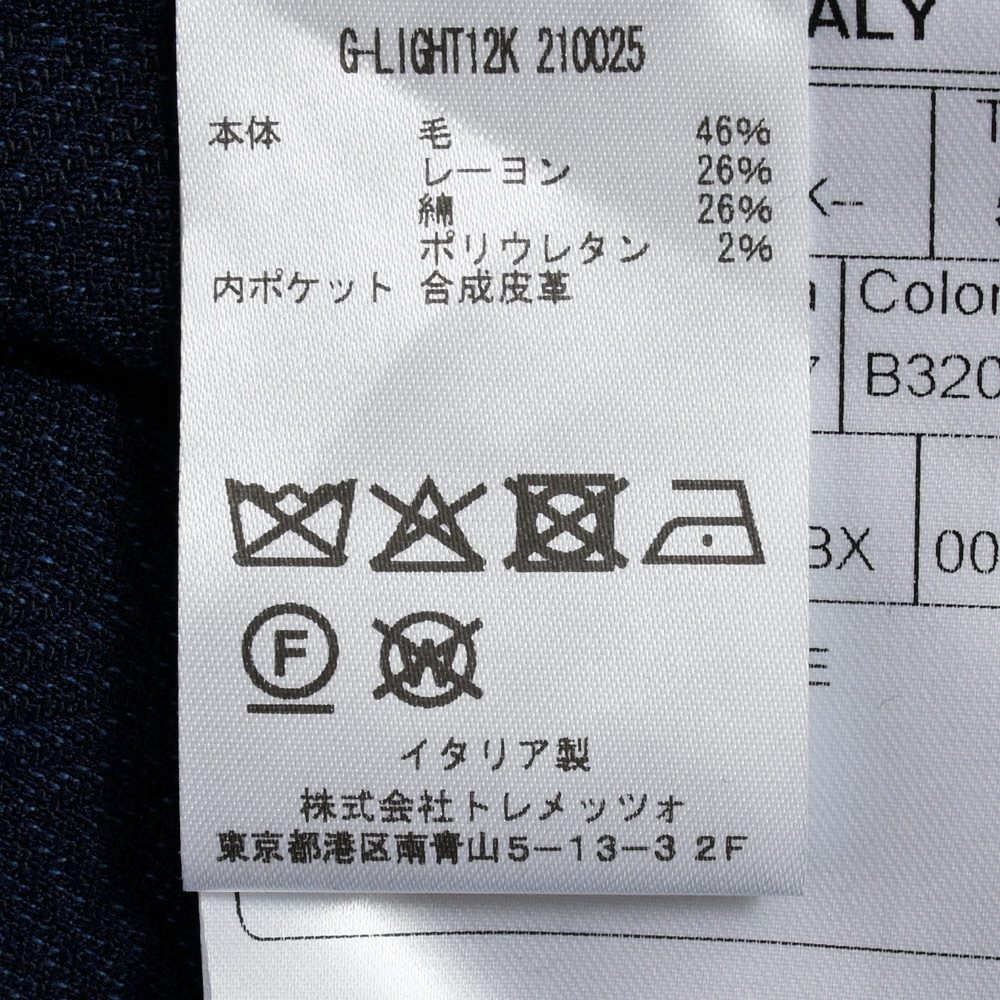 G-LIGHT12K 210025
本体 毛 46%
レーヨン 26%
綿 26%
ポリウレタン 2%
内ポケット 合成皮革
F
W
イタリア製
株式会社トレメッツォ
東京都港区南青山5-13-3 2F
ALY
K--
Color
B320
BX 00
E